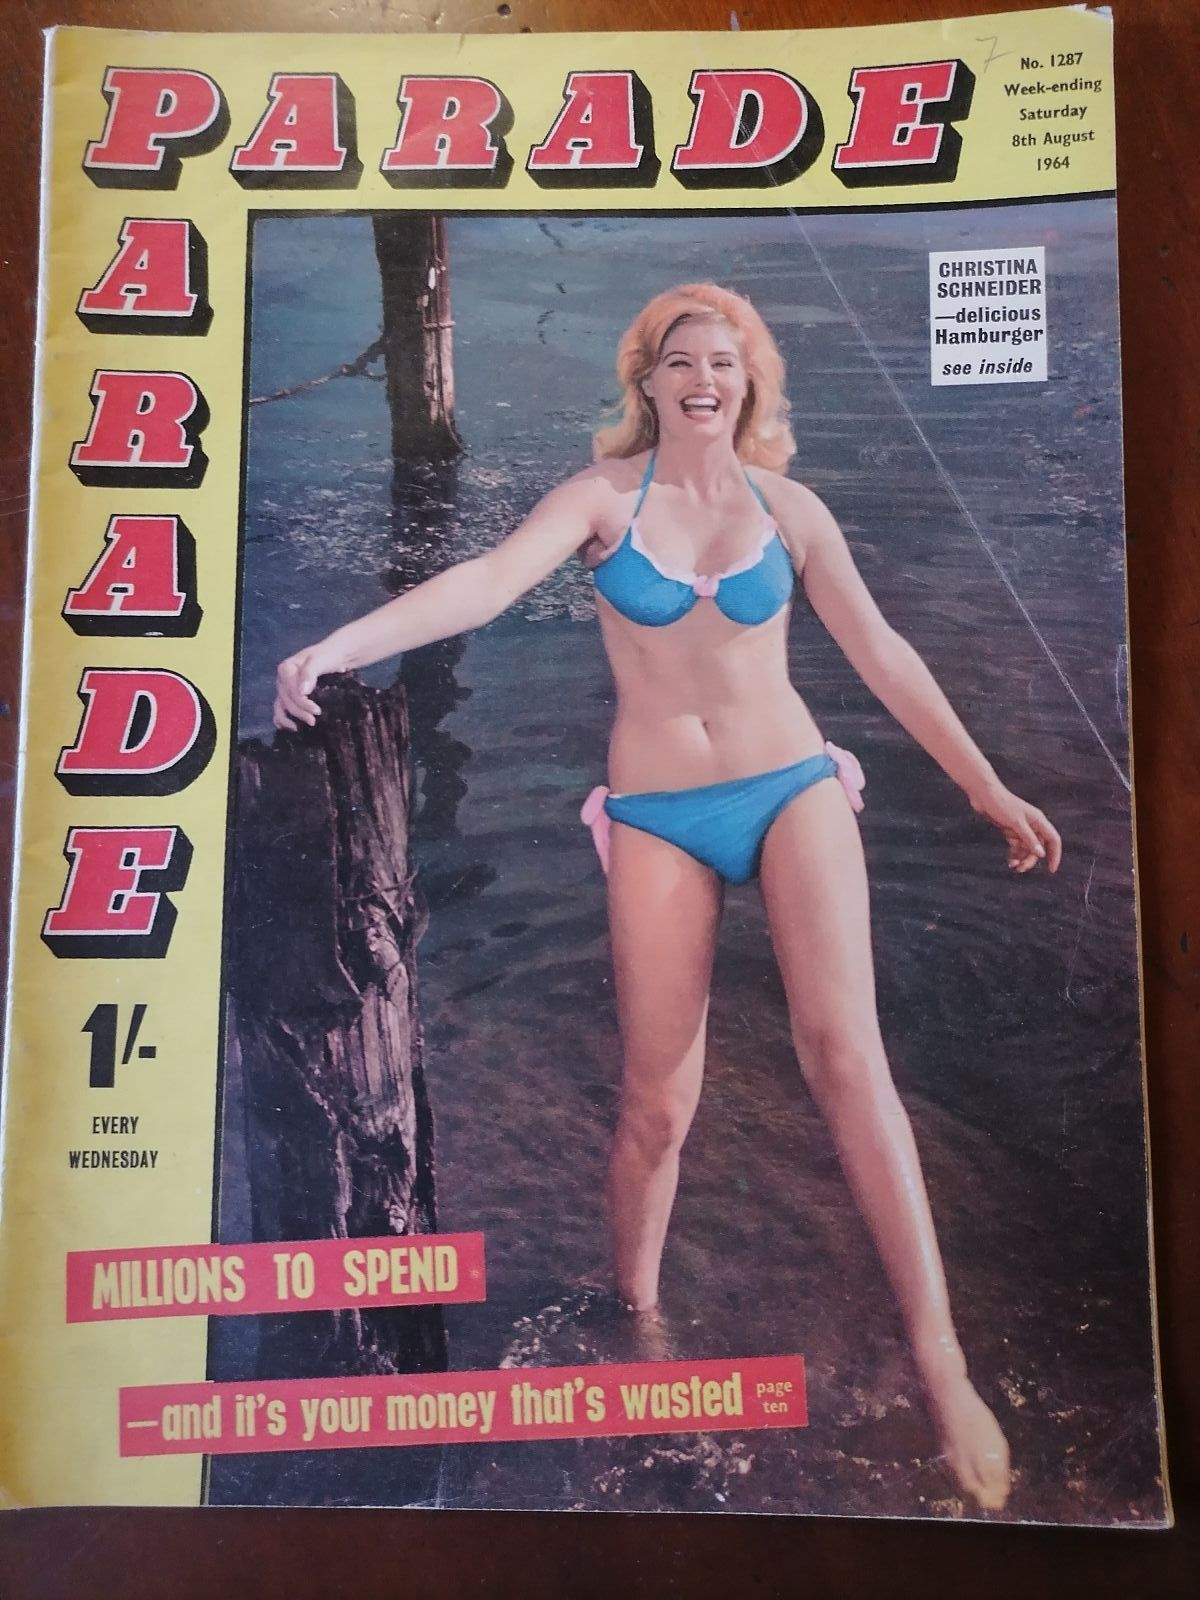 PARADE
7
No. 1287
Week-ending
Saturday
8th August
1964
A
R
A
D
E
CHRISTINA
SCHNEIDER
—delicious
Hamburger
see inside
1/-
EVERY
WEDNESDAY
MILLIONS TO SPEND
—and it's your money that's wasted page
ten